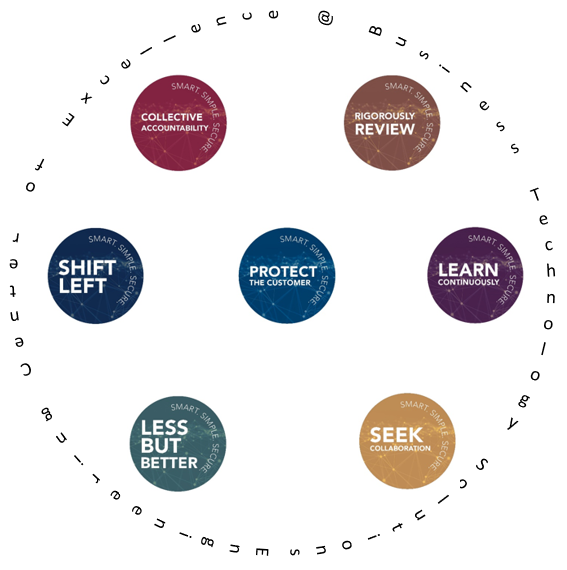 Engineering Center of Excellence @ Business Technology Solutions
SMART. SIMPLE. SECURE
COLLECTIVE
ACCOUNTABILITY
SMART. SIMPLE. SECURE
RIGOROUSLY
REVIEW
SMART. SIMPLE. SECURE
SHIFT
LEFT
SMART. SIMPLE. SECURE
PROTECT
THE CUSTOMER
SMART. SIMPLE. SECURE
LEARN
CONTINUOUSLY
SMART. SIMPLE. SECURE
LESS
BUT
BETTER
SMART. SIMPLE. SECURE
SEEK
COLLABORATION